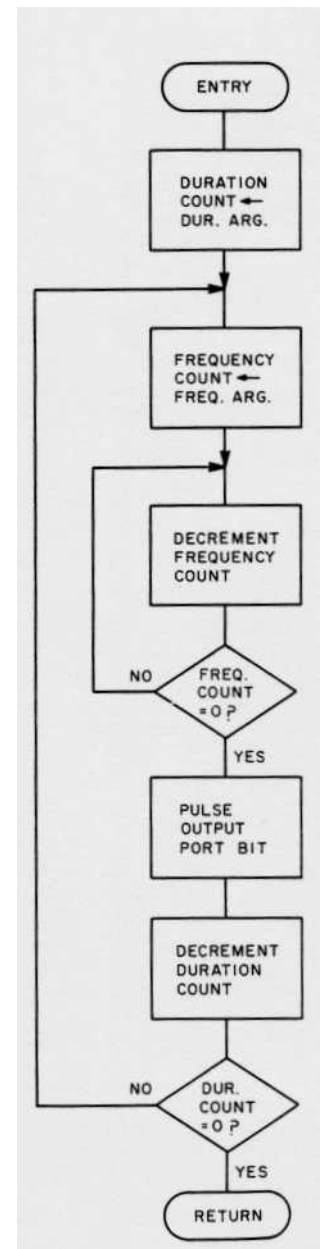 ENTRY
DURATION
COUNT ←
DUR. ARG.
FREQUENCY
COUNT ←
FREQ. ARG.
DECREMENT
FREQUENCY
COUNT
NO
FREQ.
COUNT
=0?
YES
PULSE
OUTPUT
PORT BIT
DECREMENT
DURATION
COUNT
NO
DUR.
COUNT
=0?
YES
RETURN